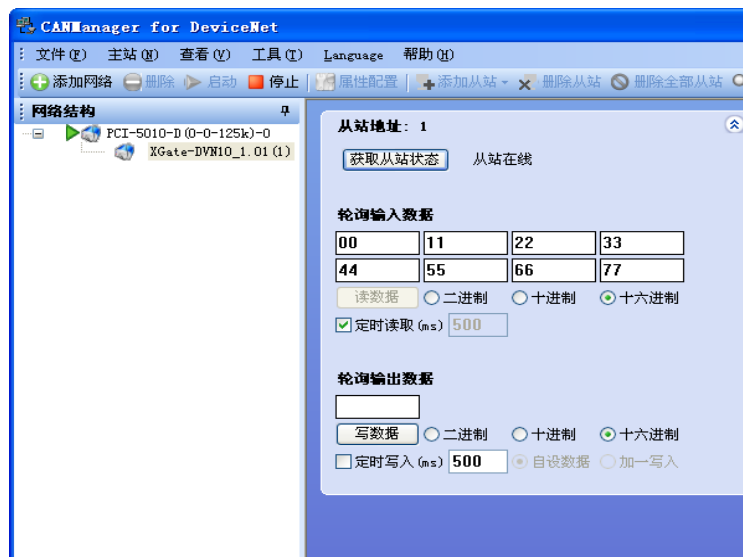 CANManager for DeviceNet
文件(F) 主站(M) 查看(V) 工具(T) Language 帮助(H)
添加网络 删除 启动 停止 属性配置 添加从站 删除从站 删除全部从站
网络结构
PCI-5010-D(0-0-125k)-0
XGate-DVN10_1.01(1)
从站地址: 1
获取从站状态 从站在线
轮询输入数据
00 11 22 33
44 55 66 77
读数据 二进制 十进制 十六进制
定时读取(ms) 500
轮询输出数据
写数据 二进制 十进制 十六进制
定时写入(ms) 500 自设数据 加一写入